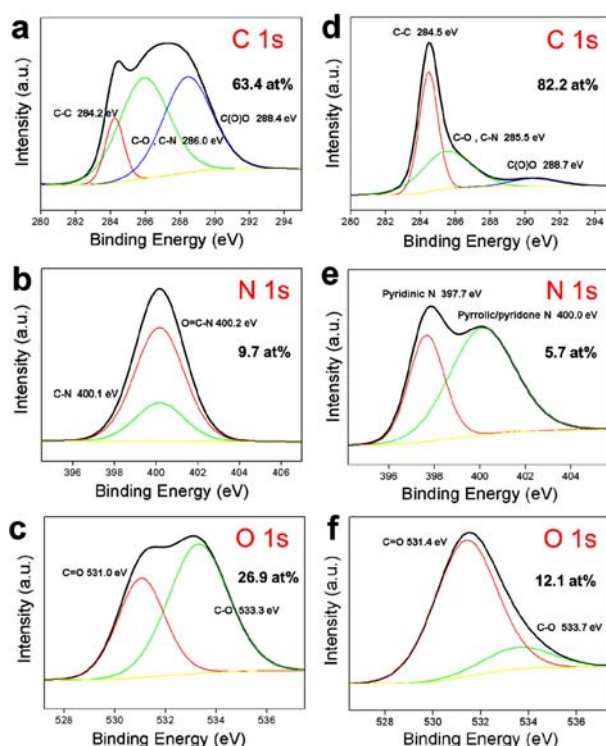 a
C 1s
63.4 at%
C-C 284.2 eV
C(O)O 288.4 eV
C-O , C-N 286.0 eV
Intensity (a.u.)
280 282 284 286 288 290 292 294
Binding Energy (eV)
d
C 1s
C-C 284.5 eV
82.2 at%
C-O , C-N 285.5 eV
C(O)O 288.7 eV
Intensity (a.u.)
280 282 284 286 288 290 292 294
Binding Energy (eV)
b
N 1s
O=C-N 400.2 eV
9.7 at%
C-N 400.1 eV
Intensity (a.u.)
396 398 400 402 404 406
Binding Energy (eV)
e
N 1s
Pyridinic N 397.7 eV
Pyrrolic/pyridone N 400.0 eV
5.7 at%
Intensity (a.u.)
396 398 400 402 404
Binding Energy (eV)
c
O 1s
C=O 531.0 eV
26.9 at%
C-O 533.3 eV
Intensity (a.u.)
528 530 532 534 536
Binding Energy (eV)
f
O 1s
C=O 531.4 eV
12.1 at%
C-O 533.7 eV
Intensity (a.u.)
528 530 532 534 536
Binding Energy (eV)